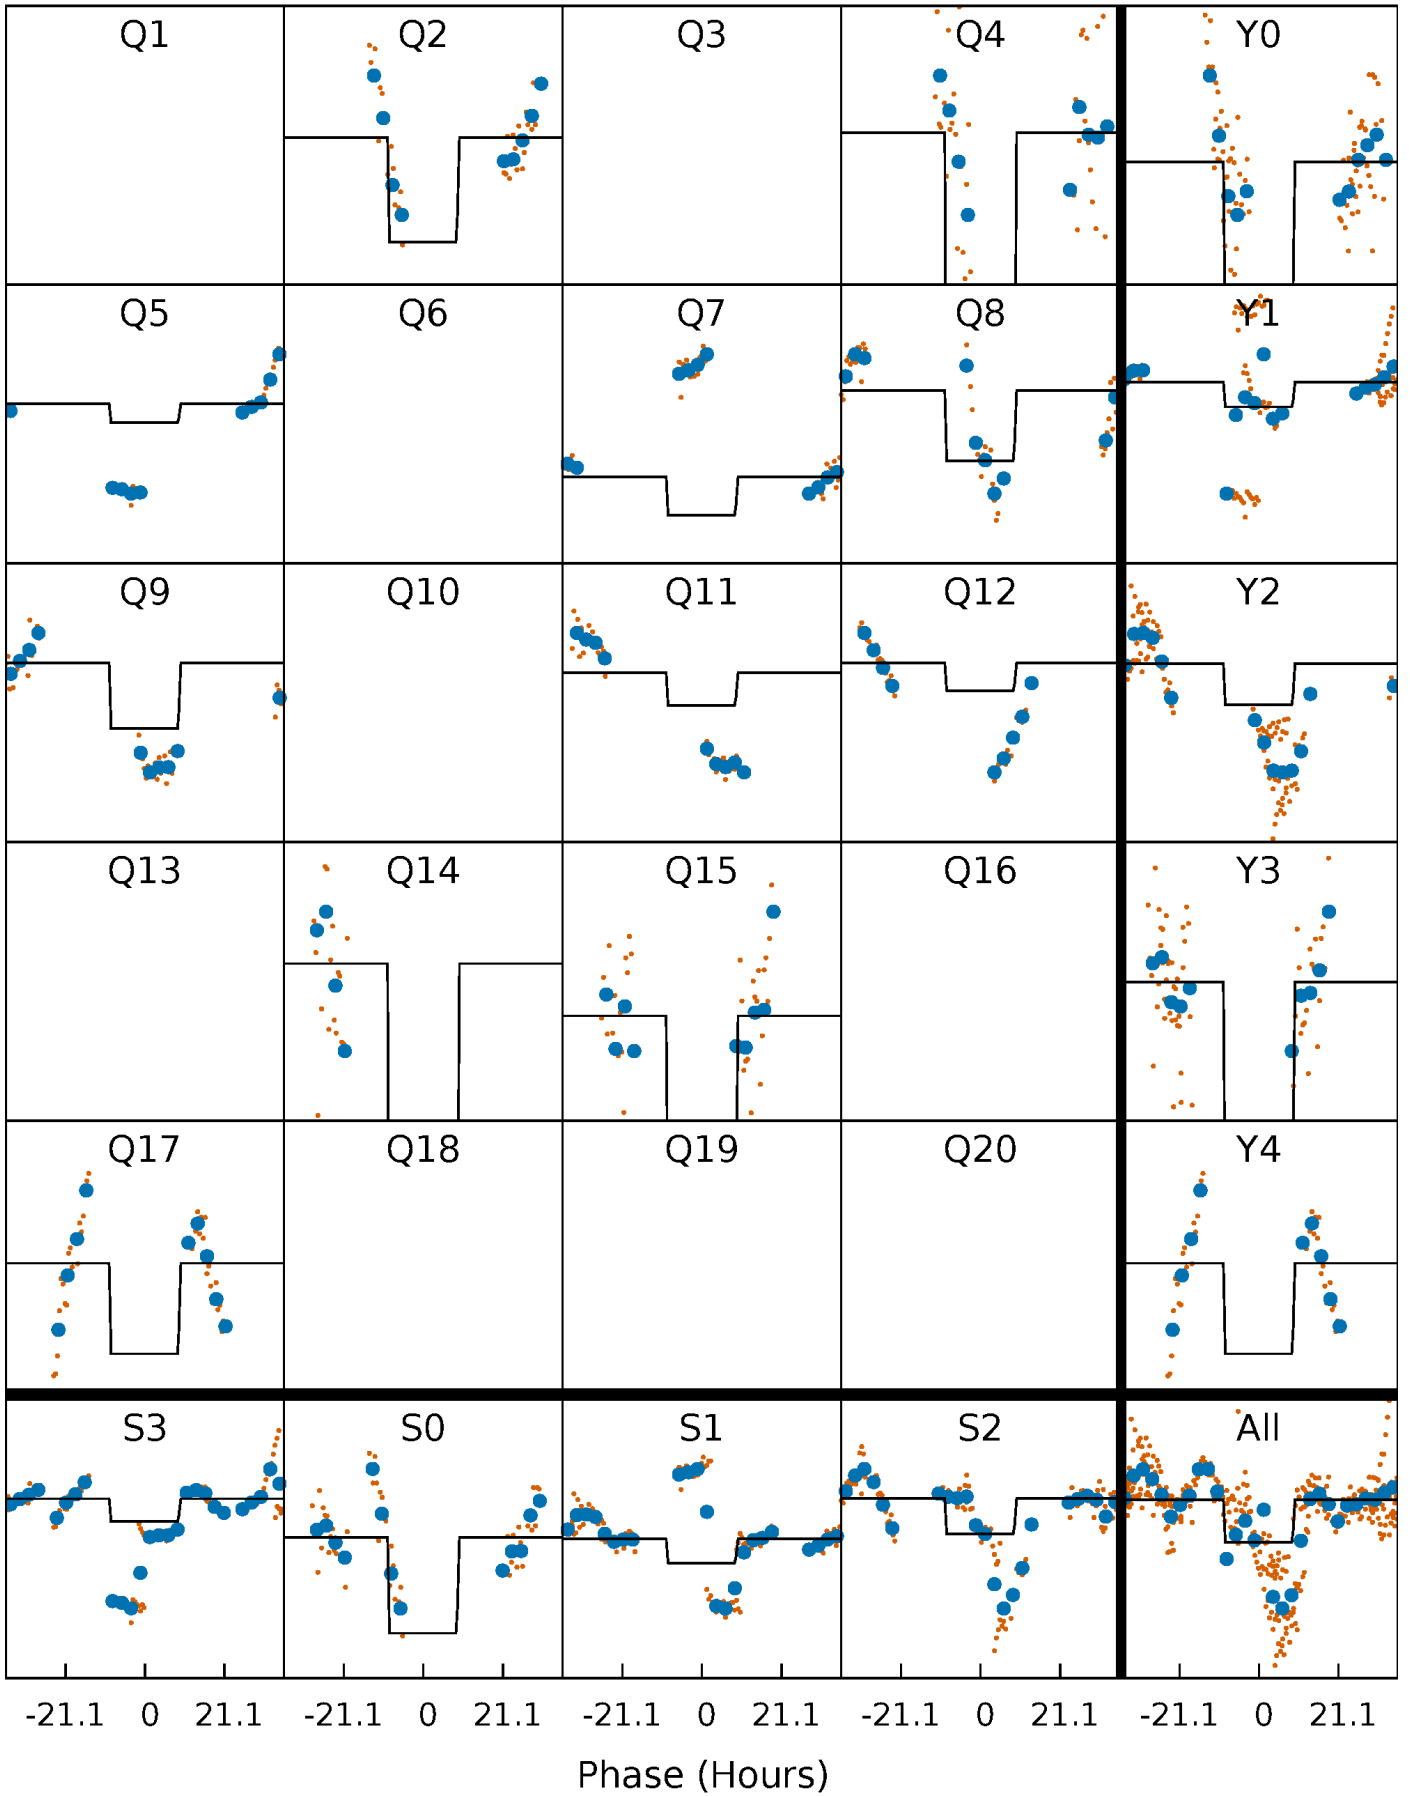 Q1 Q2 Q3 Q4 Y0
Q5 Q6 Q7 Q8 Y1
Q9 Q10 Q11 Q12 Y2
Q13 Q14 Q15 Q16 Y3
Q17 Q18 Q19 Q20 Y4
S3 S0 S1 S2 All
-21.1 0 21.1 -21.1 0 21.1 -21.1 0 21.1 -21.1 0 21.1 -21.1 0 21.1
Phase (Hours)